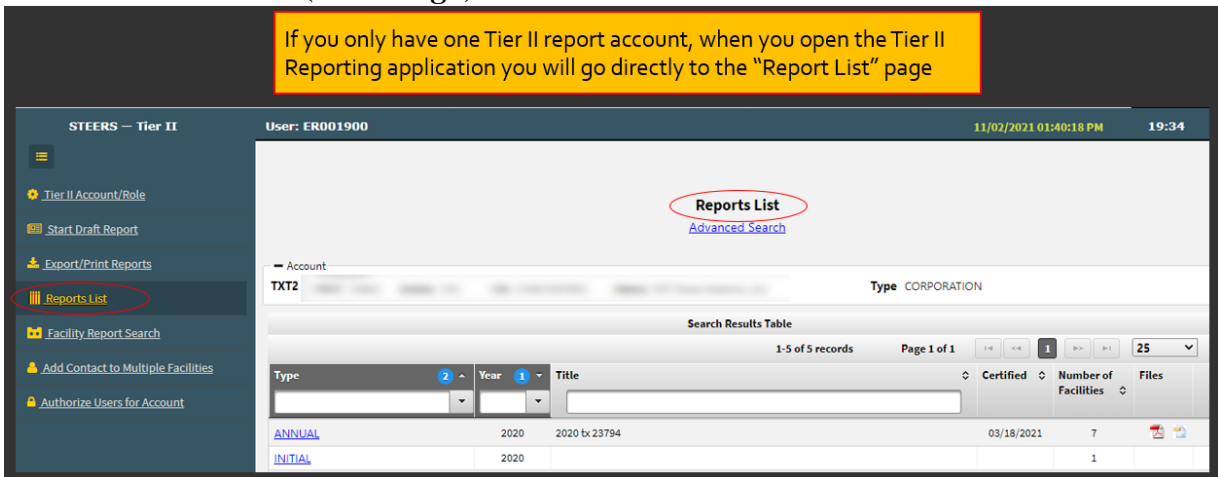 If you only have one Tier II report account, when you open the Tier II
Reporting application you will go directly to the “Report List” page
STEERS — Tier II
User: ER001900
11/02/2021 01:40:18 PM
19:34
Tier II Account/Role
Start Draft Report
Export/Print Reports
Reports List
Facility Report Search
Add Contact to Multiple Facilities
Authorize Users for Account
Reports List
Advanced Search
Account
TXT2
Type CORPORATION
Search Results Table
1-5 of 5 records
Page 1 of 1
1
25
Type 2
Year 1
Title
Certified
Number of
Facilities
Files
ANNUAL 2020 2020 tx 23794 03/18/2021 7
INITIAL 2020 1